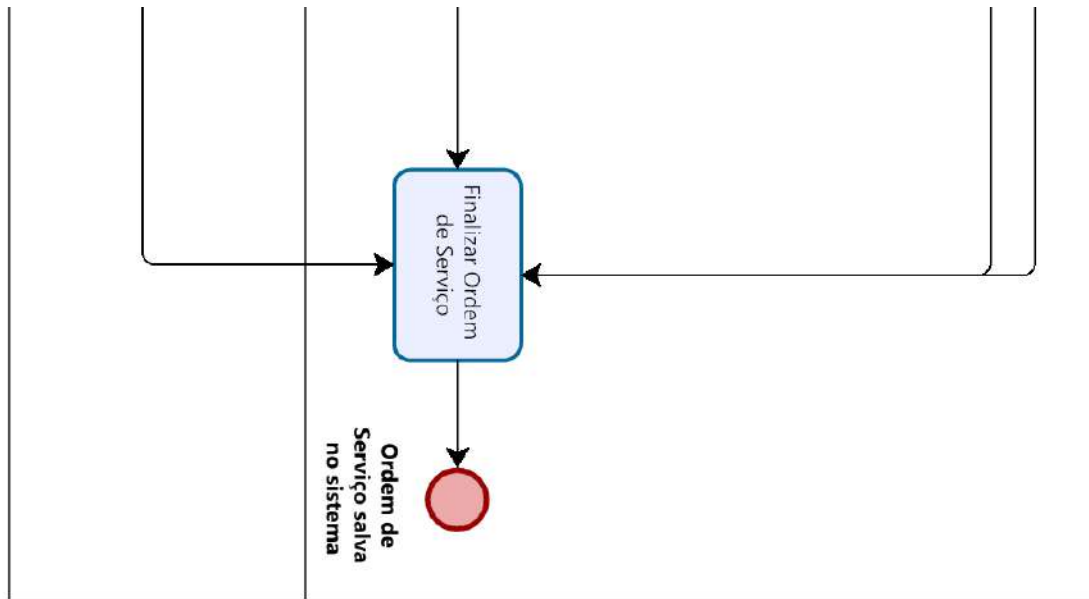 Finalizar Ordem
de Serviço
Ordem de
Serviço salva
no sistema